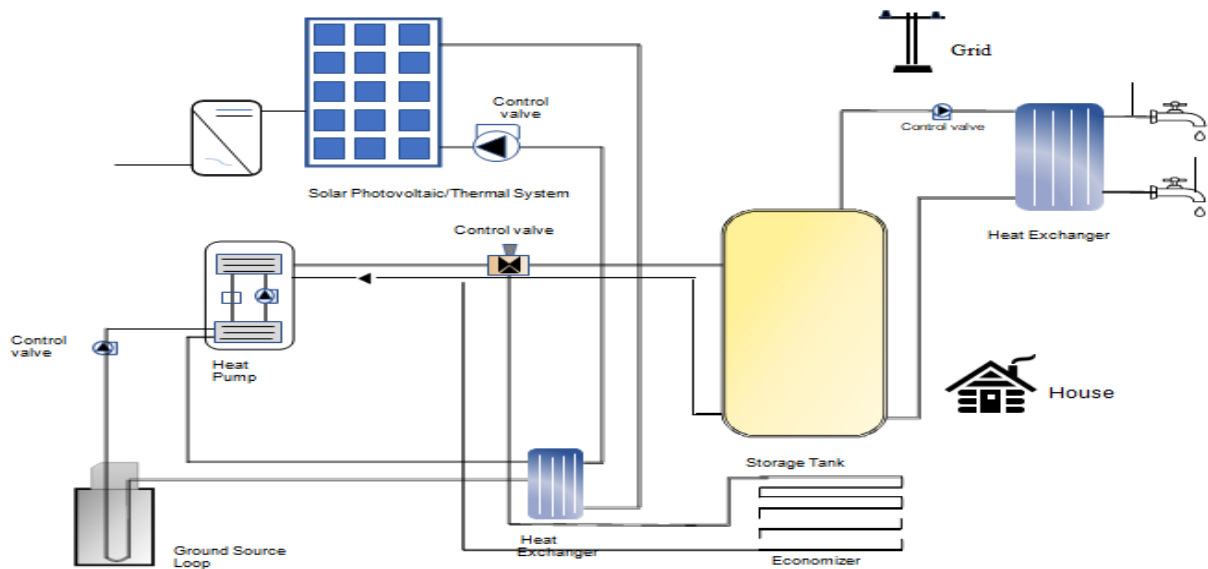 Grid
Control
valve
Control valve
Solar Photovoltaic/Thermal System
Control valve
Heat Exchanger
Control
valve
Heat
Pump
House
Storage Tank
Heat
Exchanger
Ground Source
Loop
Economizer